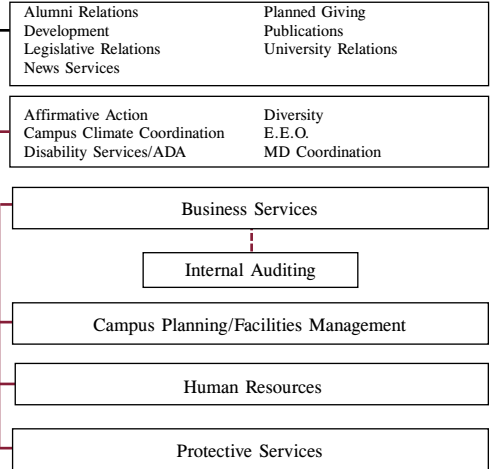 Alumni Relations
Development
Legislative Relations
News Services
Planned Giving
Publications
University Relations
Affirmative Action
Campus Climate Coordination
Disability Services/ADA
Diversity
E.E.O.
MD Coordination
Business Services
Internal Auditing
Campus Planning/Facilities Management
Human Resources
Protective Services